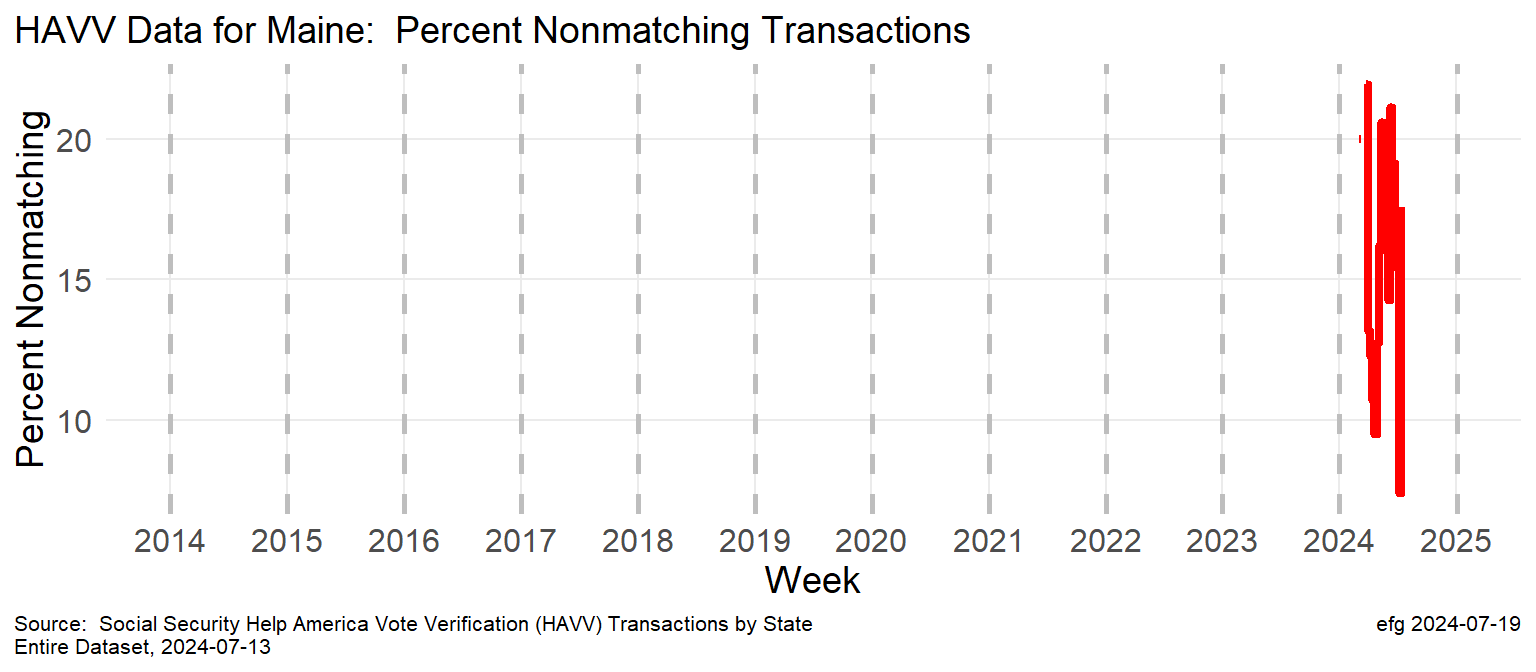 HAVV Data for Maine:  Percent Nonmatching Transactions
Percent Nonmatching
20
15
10
2014 2015 2016 2017 2018 2019 2020 2021 2022 2023 2024 2025
Week
Source:  Social Security Help America Vote Verification (HAVV) Transactions by State
Entire Dataset, 2024-07-13
efg 2024-07-19